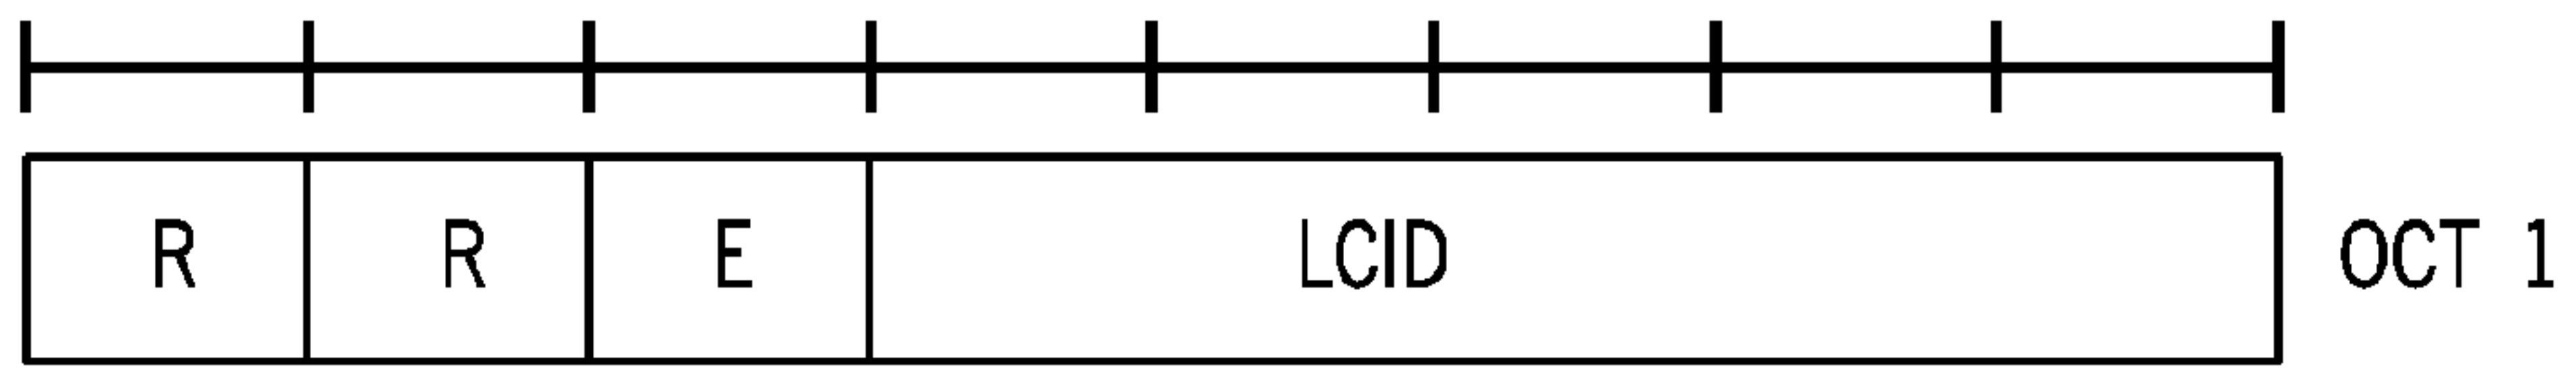 R R E LCID OCT 1